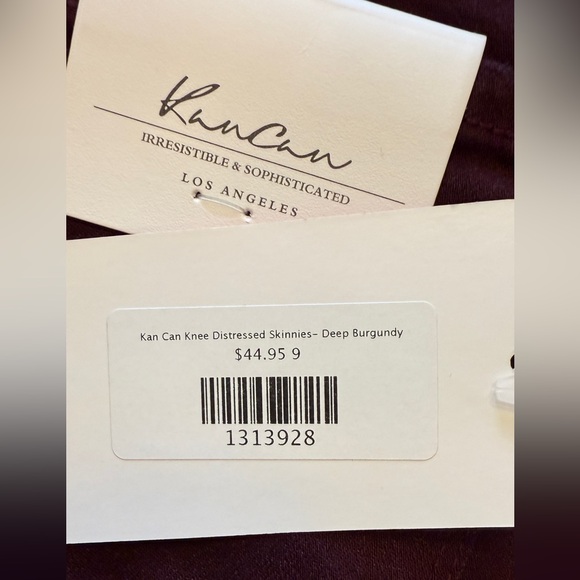 KanCan
IRRESISTIBLE & SOPHISTICATED
LOS ANGELES
Kan Can Knee Distressed Skinnies- Deep Burgundy
$44.95 9
1313928